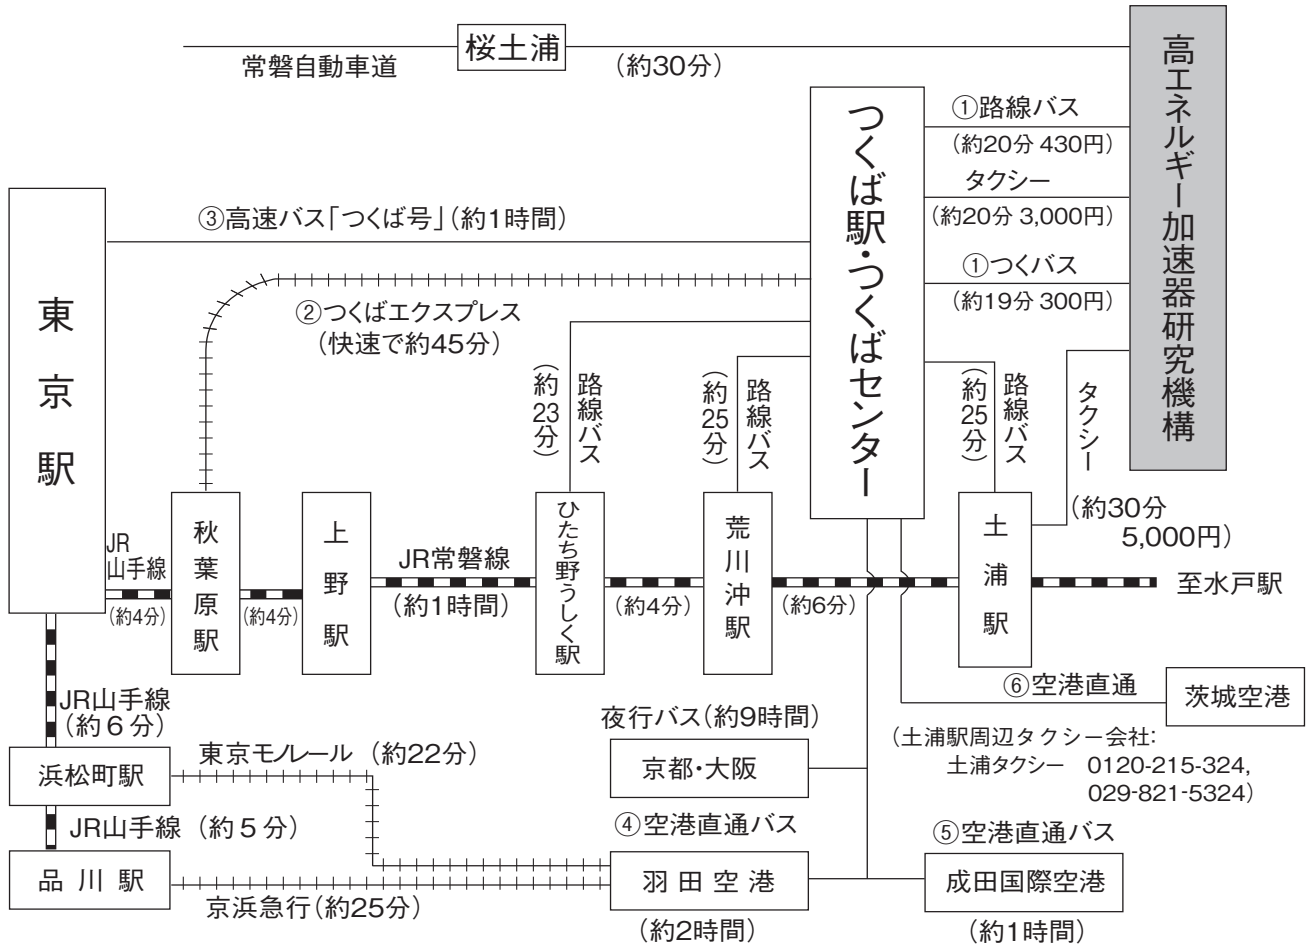 常磐自動車道
桜土浦
(約30分)
高エネルギー加速器研究機構
つくば駅・つくばセンター
①路線バス
(約20分 430円)
タクシー
(約20分 3,000円)
①つくバス
(約19分 300円)
東京駅
③高速バス「つくば号」(約1時間)
②つくばエクスプレス
(快速で約45分)
路線バス
(約23分)
路線バス
(約25分)
路線バス
(約25分)
タクシー
(約30分
5,000円)
JR
山手線
(約4分)
秋葉原駅
(約4分)
上野駅
JR常磐線
(約1時間)
ひたち野うしく駅
(約4分)
荒川沖駅
(約6分)
土浦駅
至水戸駅
JR山手線
(約6分)
浜松町駅
東京モノレール (約22分)
JR山手線 (約5分)
品川駅
京浜急行(約25分)
夜行バス(約9時間)
京都・大阪
④空港直通バス
羽田空港
(約2時間)
⑤空港直通バス
成田国際空港
(約1時間)
⑥空港直通
茨城空港
(土浦駅周辺タクシー会社:
土浦タクシー 0120-215-324,
029-821-5324)